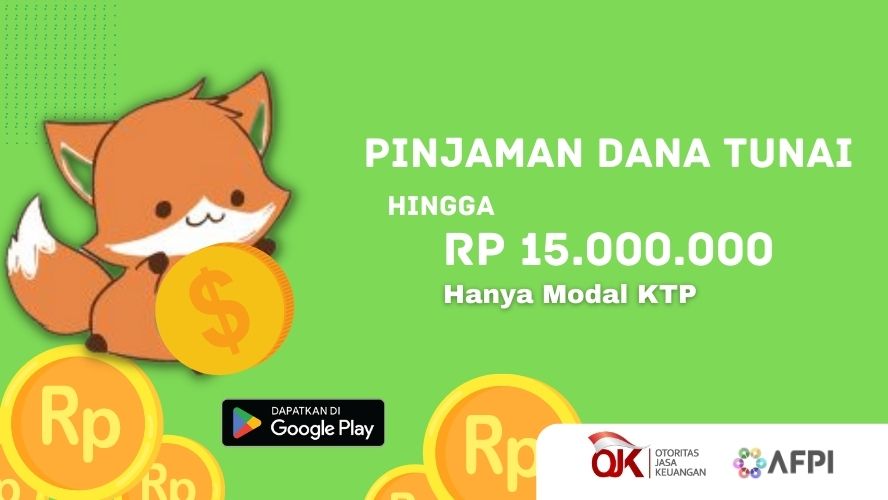 PINJAMAN DANA TUNAI
HINGGA
RP 15.000.000
Hanya Modal KTP
$
Rp
Rp
Rp
DAPATKAN DI
Google Play
OJK
OTORITAS
JASA
KEUANGAN
AFPI